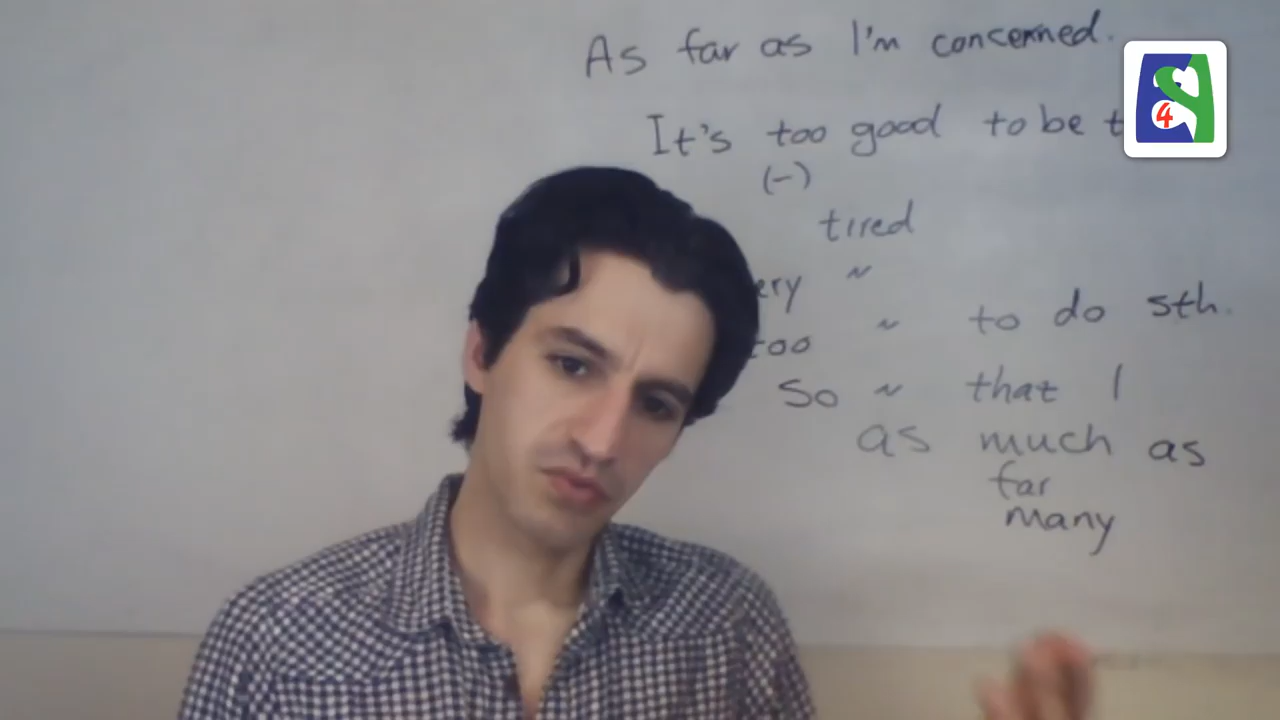 As far as I'm concerned.
It's too good to be t
(-)
tired
ery ~
too ~ to do sth.
so ~ that I
as much as
far
many
4